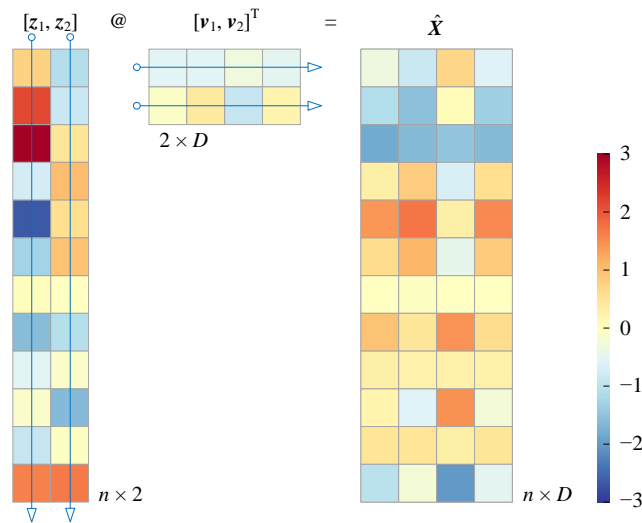 [z₁, z₂] @ [v₁, v₂]ᵀ = X̂
2 × D
3
2
1
0
−1
−2
−3
n × 2
n × D